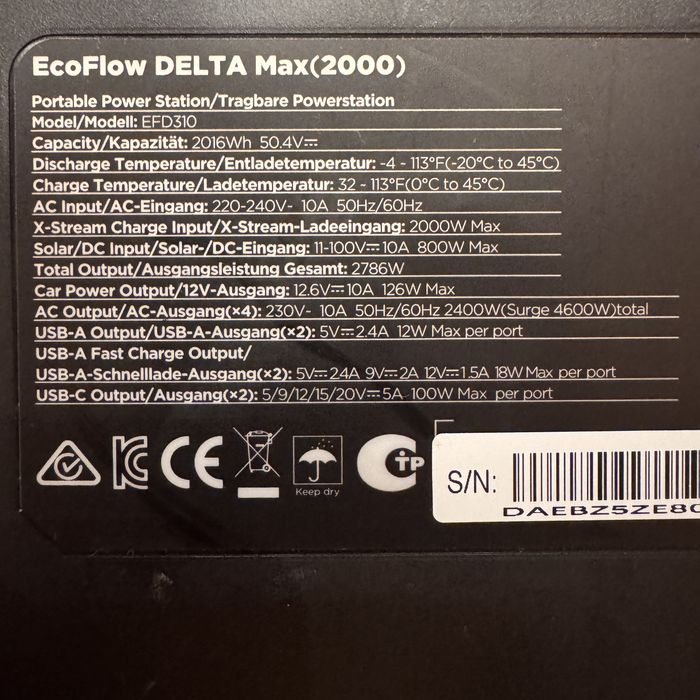 EcoFlow DELTA Max(2000)
Portable Power Station/Tragbare Powerstation
Model/Modell: EFD310
Capacity/Kapazität: 2016Wh 50.4V⎓
Discharge Temperature/Entladetemperatur: -4 - 113°F(-20°C to 45°C)
Charge Temperature/Ladetemperatur: 32 - 113°F(0°C to 45°C)
AC Input/AC-Eingang: 220-240V~ 10A 50Hz/60Hz
X-Stream Charge Input/X-Stream-Ladeeingang: 2000W Max
Solar/DC Input/Solar-/DC-Eingang: 11-100V⎓10A 800W Max
Total Output/Ausgangsleistung Gesamt: 2786W
Car Power Output/12V-Ausgang: 12.6V⎓10A 126W Max
AC Output/AC-Ausgang(×4): 230V~ 10A 50Hz/60Hz 2400W(Surge 4600W)total
USB-A Output/USB-A-Ausgang(×2): 5V⎓2.4A 12W Max per port
USB-A Fast Charge Output/
USB-A-Schnelllade-Ausgang(×2): 5V⎓2.4A 9V⎓2A 12V⎓1.5A 18W Max per port
USB-C Output/Ausgang(×2): 5/9/12/15/20V⎓5A 100W Max per port
CE
Keep dry
CTP
S/N:
DAEBZ5ZE80